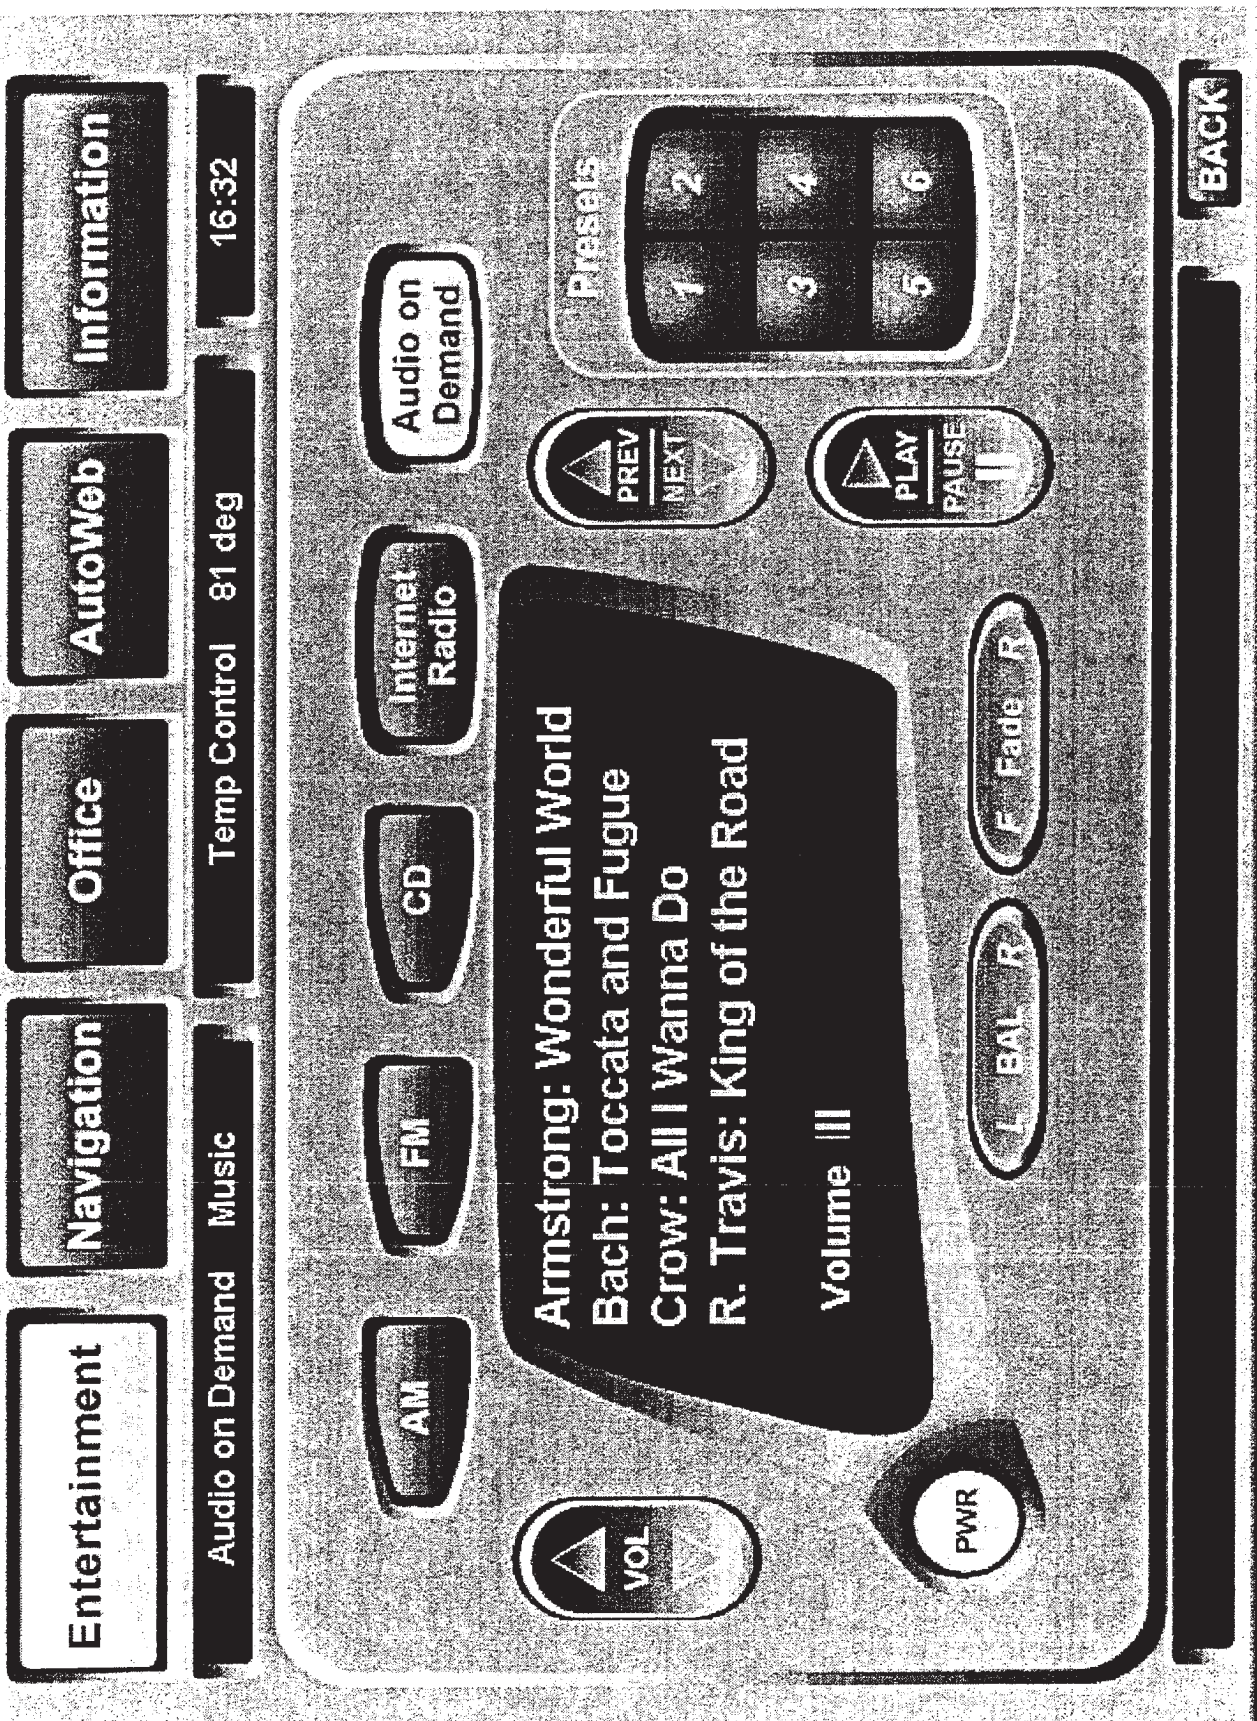 Entertainment
Navigation
Office
AutoWeb
Information
Audio on Demand Music
Temp Control 81 deg
16:32
AM
FM
CD
Internet
Radio
Audio on
Demand
VOL
Armstrong: Wonderful World
Bach: Toccata and Fugue
Crow: All I Wanna Do
R. Travis: King of the Road
Volume |||
PREV
NEXT
PLAY
PAUSE
Presets
1 2
3 4
5 6
PWR
L BAL R
F Fade R
BACK